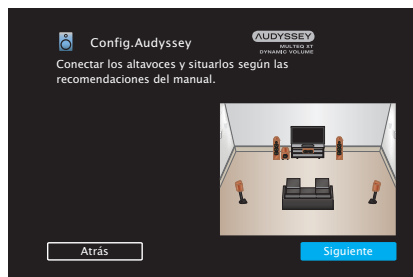 Config.Audyssey
AUDYSSEY
MULTEQ XT
DYNAMIC VOLUME
Conectar los altavoces y situarlos según las
recomendaciones del manual.
Atrás
Siguiente